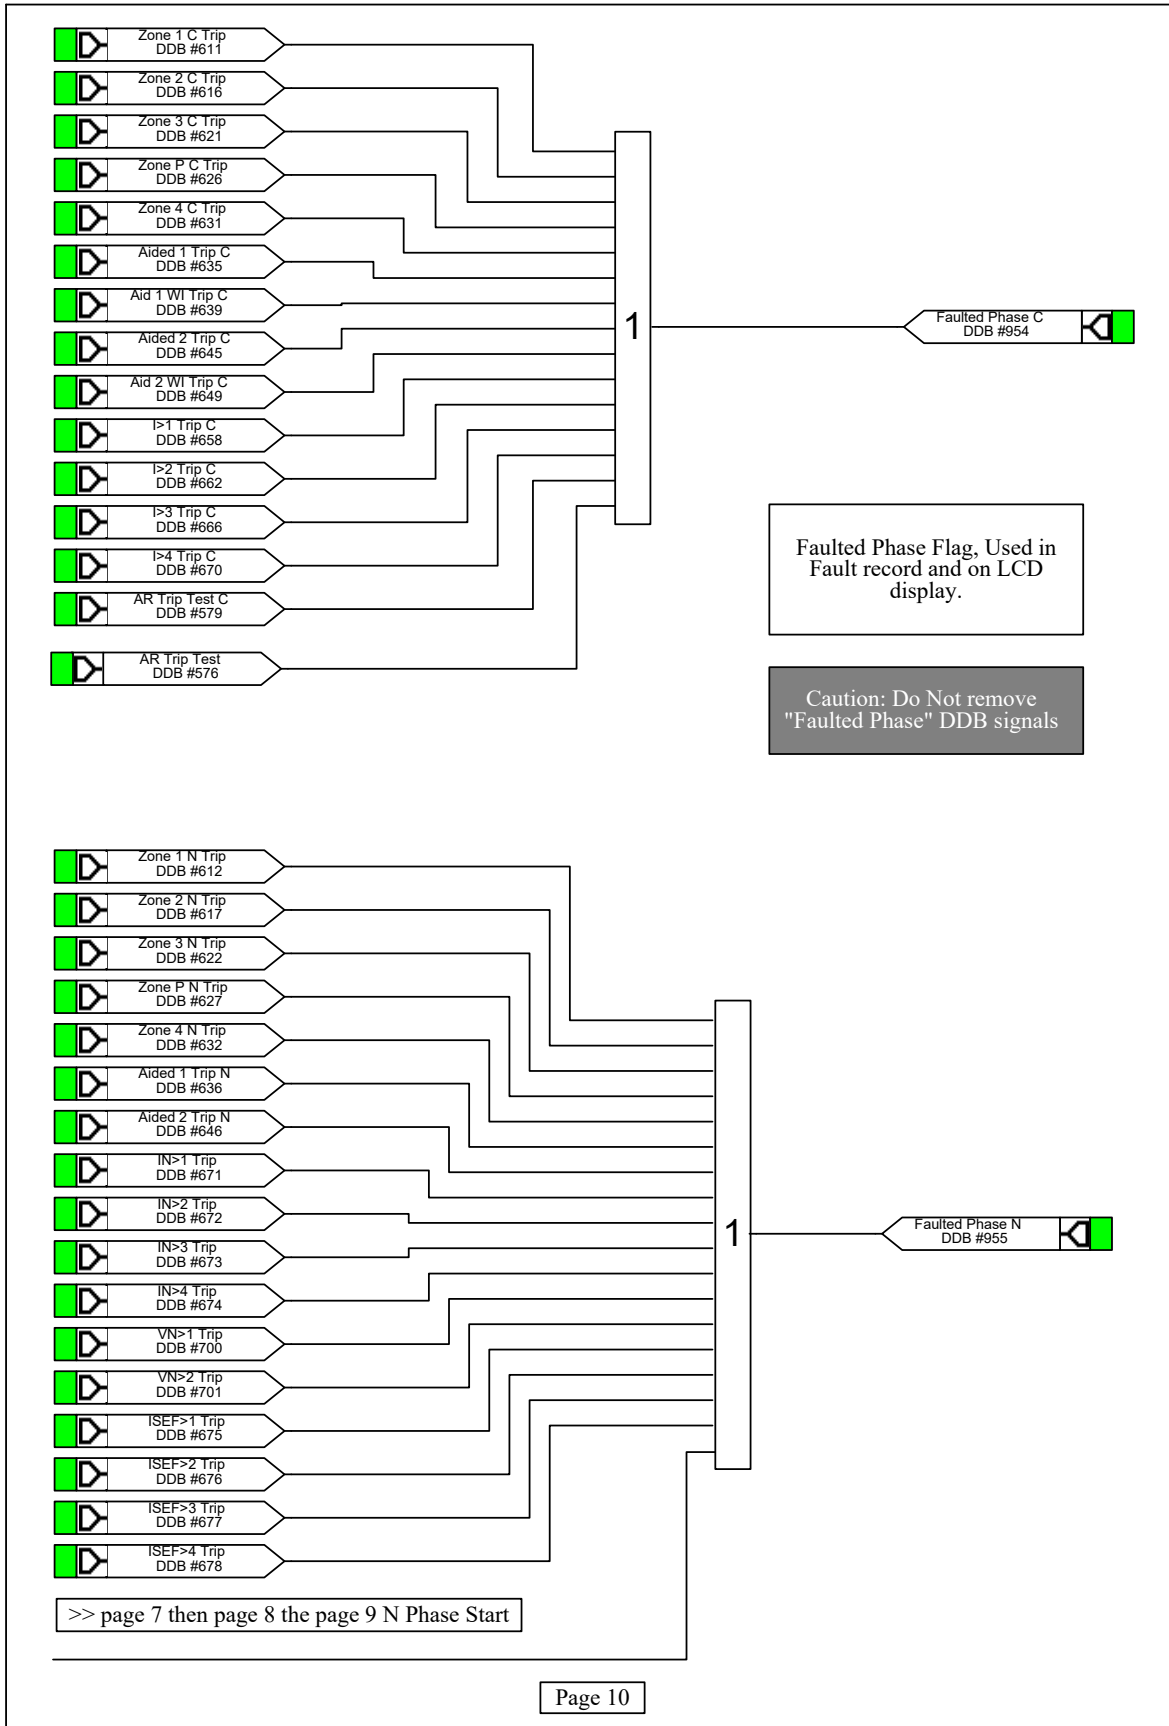 Zone 1 C Trip
DDB #611
Zone 2 C Trip
DDB #616
Zone 3 C Trip
DDB #621
Zone P C Trip
DDB #626
Zone 4 C Trip
DDB #631
Aided 1 Trip C
DDB #635
Aid 1 WI Trip C
DDB #639
Aided 2 Trip C
DDB #645
Aid 2 WI Trip C
DDB #649
I>1 Trip C
DDB #658
I>2 Trip C
DDB #662
I>3 Trip C
DDB #666
I>4 Trip C
DDB #670
AR Trip Test C
DDB #579
AR Trip Test
DDB #576
1
Faulted Phase C
DDB #954
Faulted Phase Flag, Used in
Fault record and on LCD
display.
Caution: Do Not remove
"Faulted Phase" DDB signals
Zone 1 N Trip
DDB #612
Zone 2 N Trip
DDB #617
Zone 3 N Trip
DDB #622
Zone P N Trip
DDB #627
Zone 4 N Trip
DDB #632
Aided 1 Trip N
DDB #636
Aided 2 Trip N
DDB #646
IN>1 Trip
DDB #671
IN>2 Trip
DDB #672
IN>3 Trip
DDB #673
IN>4 Trip
DDB #674
VN>1 Trip
DDB #700
VN>2 Trip
DDB #701
ISEF>1 Trip
DDB #675
ISEF>2 Trip
DDB #676
ISEF>3 Trip
DDB #677
ISEF>4 Trip
DDB #678
1
Faulted Phase N
DDB #955
>> page 7 then page 8 the page 9 N Phase Start
Page 10